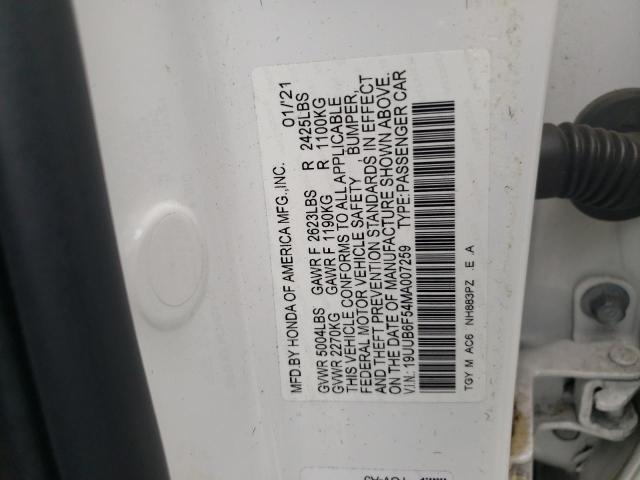 MFD.BY HONDA OF AMERICA MFG.,INC. 01/'21
GVWR 5004LBS GAWR F 2623LBS R 2425LBS
GVWR 2270KG GAWR F 1190KG R 1100KG
THIS VEHICLE CONFORMS TO ALL APPLICABLE
FEDERAL MOTOR VEHICLE SAFETY , BUMPER,
AND THEFT PREVENTION STANDARDS IN EFFECT
ON THE DATE OF MANUFACTURE SHOWN ABOVE.
V.I.N.:19UUB6F54MA007259 TYPE:PASSENGER CAR
TGY M AC6 NH883PZ .E .A